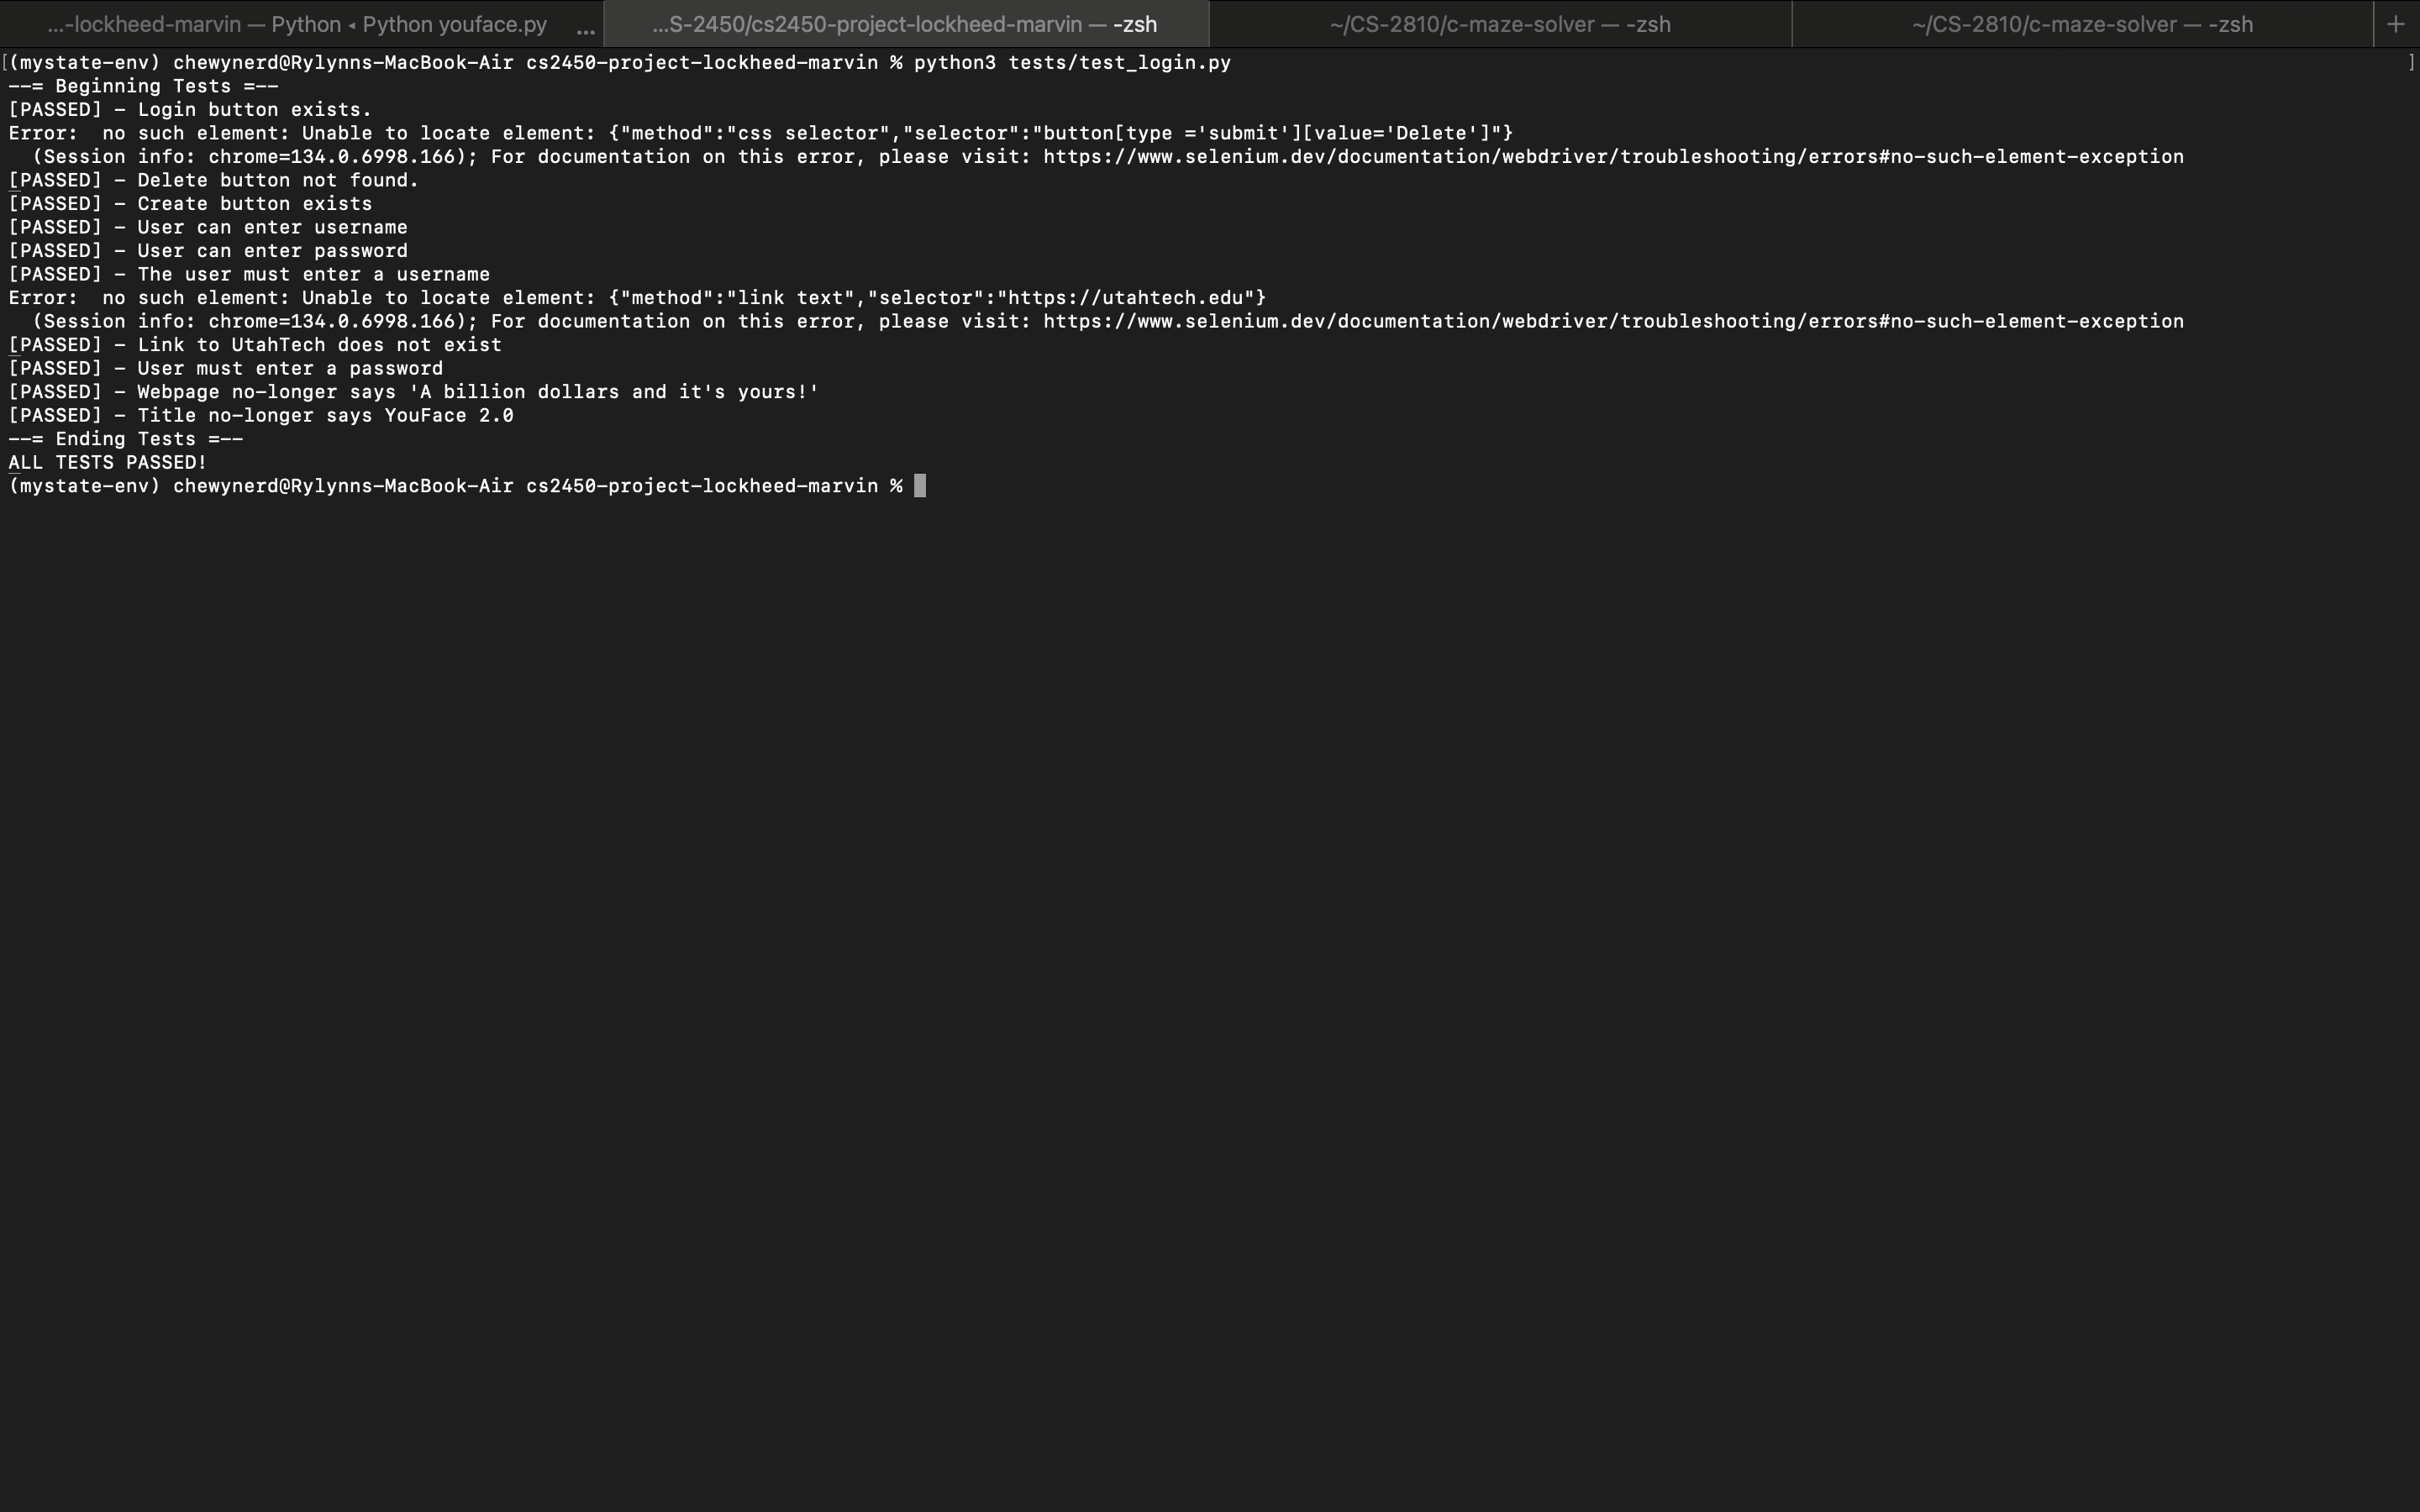 ...-lockheed-marvin — Python ◂ Python youface.py ...
...S-2450/cs2450-project-lockheed-marvin — -zsh
~/CS-2810/c-maze-solver — -zsh
~/CS-2810/c-maze-solver — -zsh
+
[(mystate-env) chewynerd@Rylynns-MacBook-Air cs2450-project-lockheed-marvin % python3 tests/test_login.py ]
--= Beginning Tests =--
[PASSED] - Login button exists.
Error:  no such element: Unable to locate element: {"method":"css selector","selector":"button[type ='submit'][value='Delete']"}
  (Session info: chrome=134.0.6998.166); For documentation on this error, please visit: https://www.selenium.dev/documentation/webdriver/troubleshooting/errors#no-such-element-exception
[PASSED] - Delete button not found.
[PASSED] - Create button exists
[PASSED] - User can enter username
[PASSED] - User can enter password
[PASSED] - The user must enter a username
Error:  no such element: Unable to locate element: {"method":"link text","selector":"https://utahtech.edu"}
  (Session info: chrome=134.0.6998.166); For documentation on this error, please visit: https://www.selenium.dev/documentation/webdriver/troubleshooting/errors#no-such-element-exception
[PASSED] - Link to UtahTech does not exist
[PASSED] - User must enter a password
[PASSED] - Webpage no-longer says 'A billion dollars and it's yours!'
[PASSED] - Title no-longer says YouFace 2.0
--= Ending Tests =--
ALL TESTS PASSED!
(mystate-env) chewynerd@Rylynns-MacBook-Air cs2450-project-lockheed-marvin %